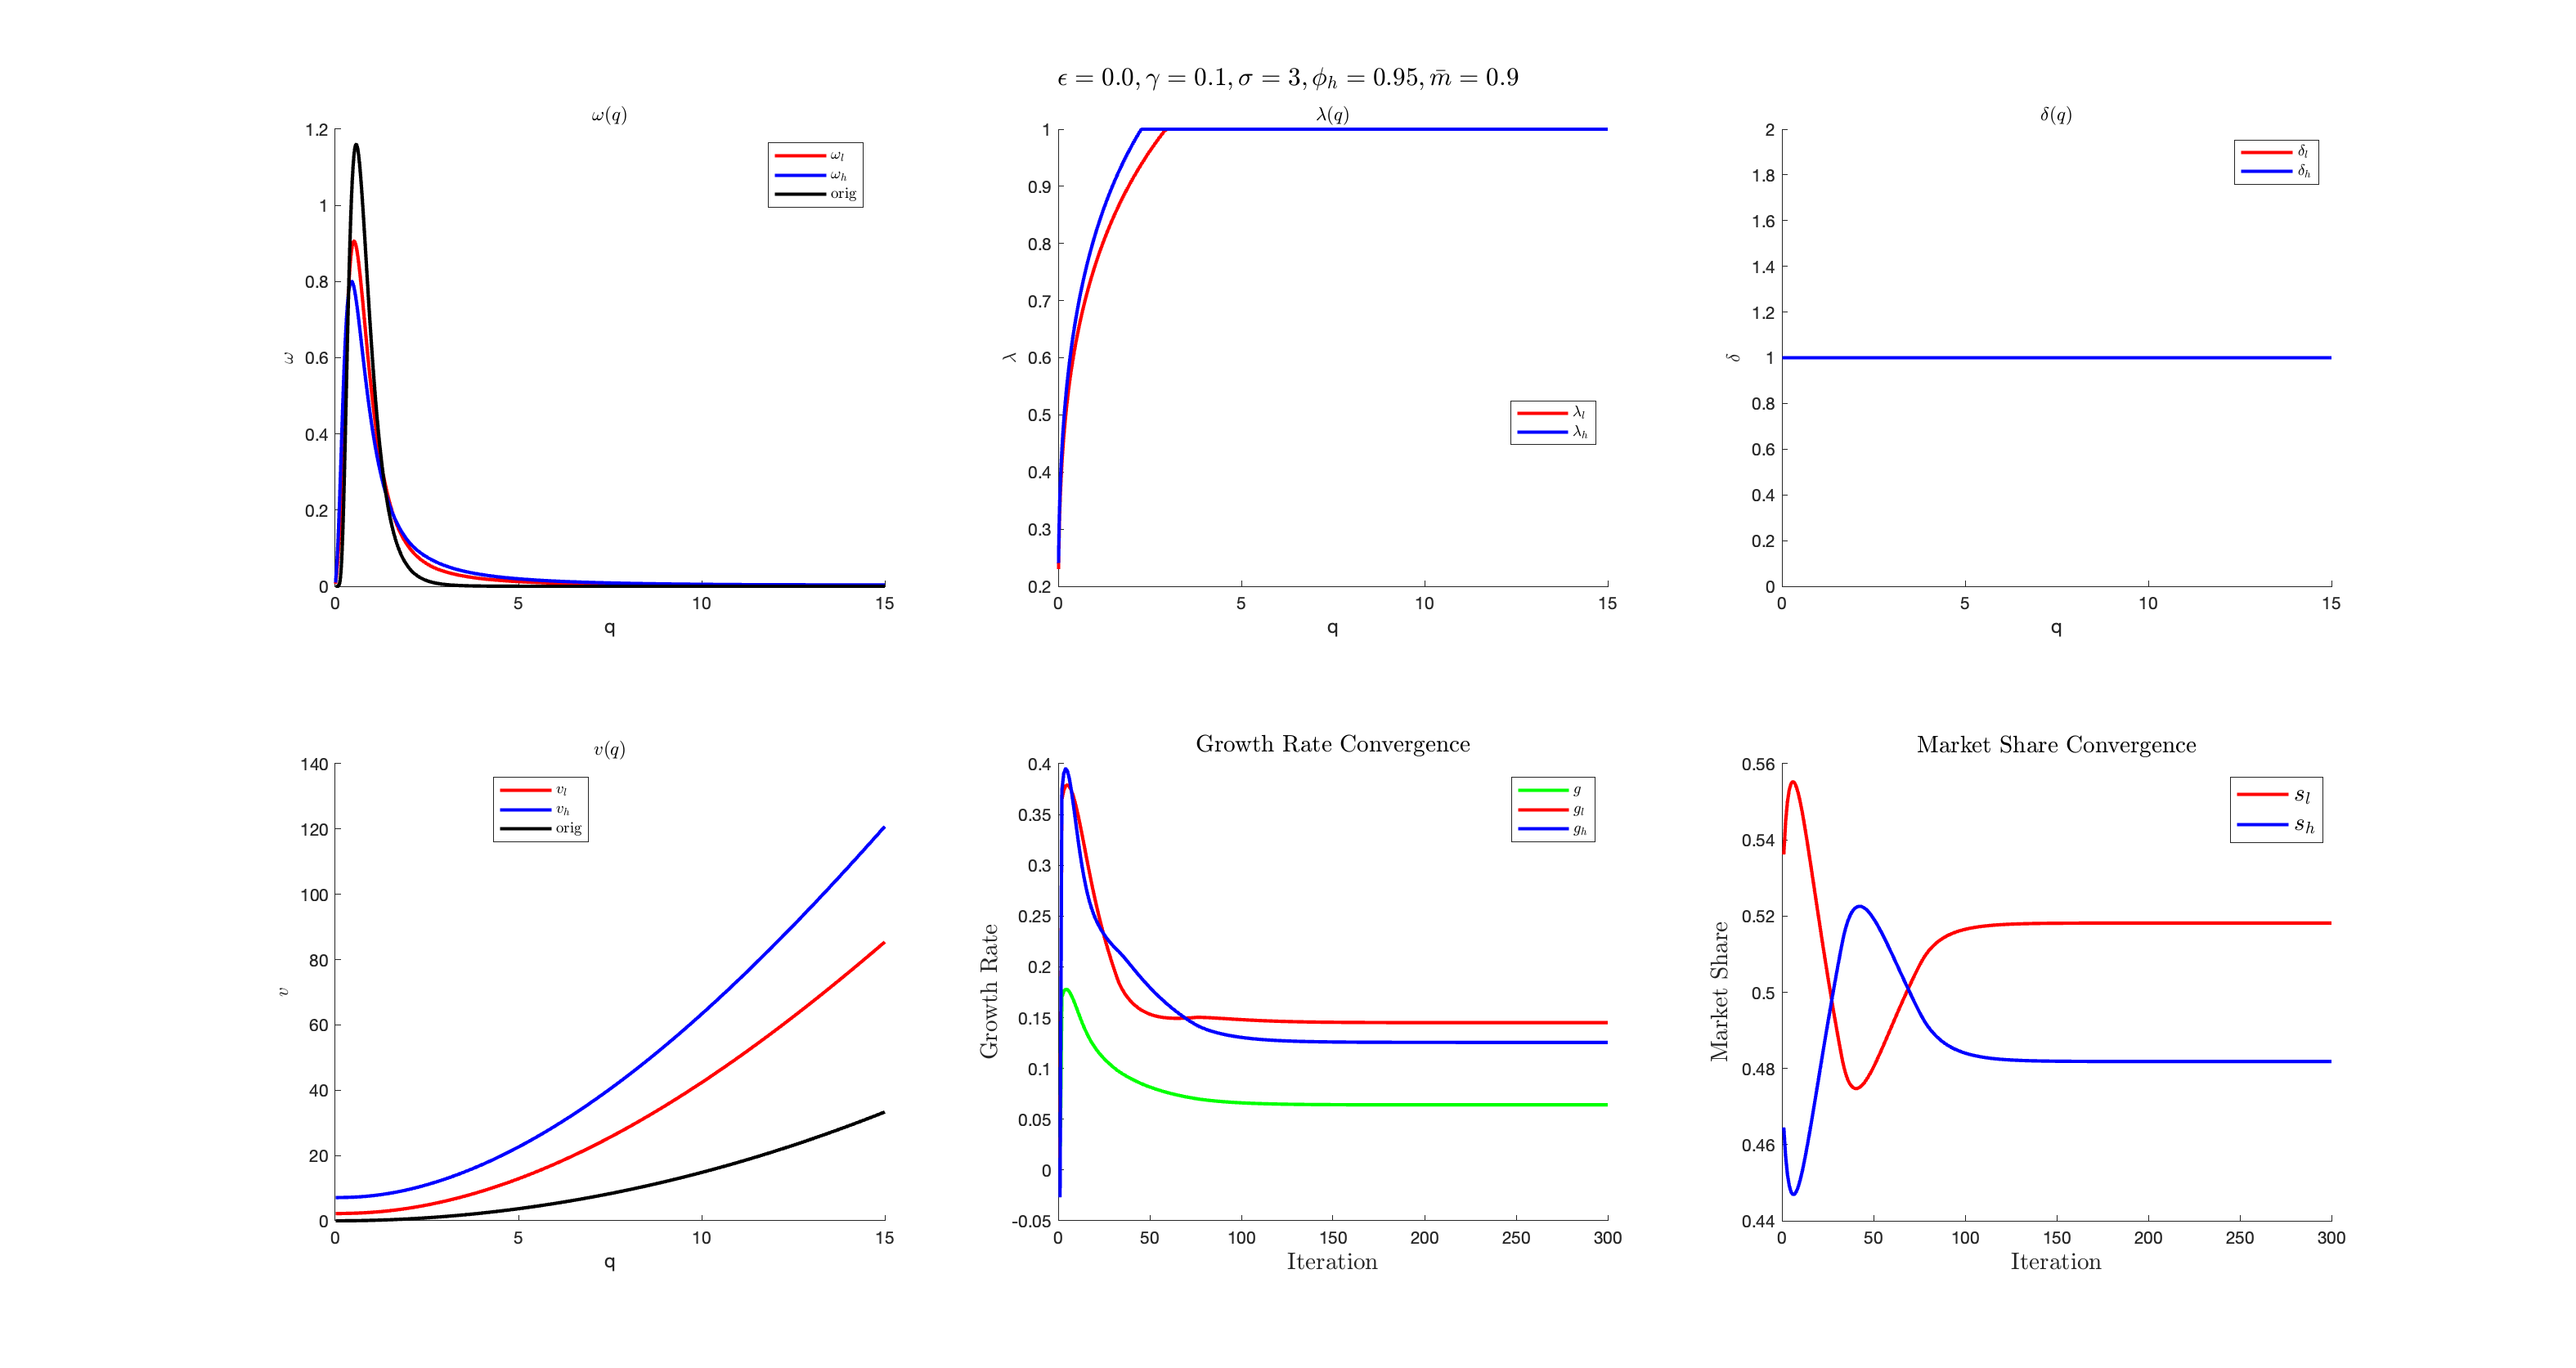 ϵ = 0.0, γ = 0.1, σ = 3, ϕ_h = 0.95, m̄ = 0.9
ω(q)
1.2
1
0.8
0.6
0.4
0.2
0
ω
0 5 10 15
q
ω_l
ω_h
orig
λ(q)
1
0.9
0.8
0.7
0.6
0.5
0.4
0.3
0.2
λ
0 5 10 15
q
λ_l
λ_h
δ(q)
2
1.8
1.6
1.4
1.2
1
0.8
0.6
0.4
0.2
0
δ
0 5 10 15
q
δ_l
δ_h
v(q)
140
120
100
80
60
40
20
0
v
0 5 10 15
q
v_l
v_h
orig
Growth Rate Convergence
0.4
0.35
0.3
0.25
0.2
0.15
0.1
0.05
0
-0.05
Growth Rate
0 50 100 150 200 250 300
Iteration
g
g_l
g_h
Market Share Convergence
0.56
0.54
0.52
0.5
0.48
0.46
0.44
Market Share
0 50 100 150 200 250 300
Iteration
s_l
s_h